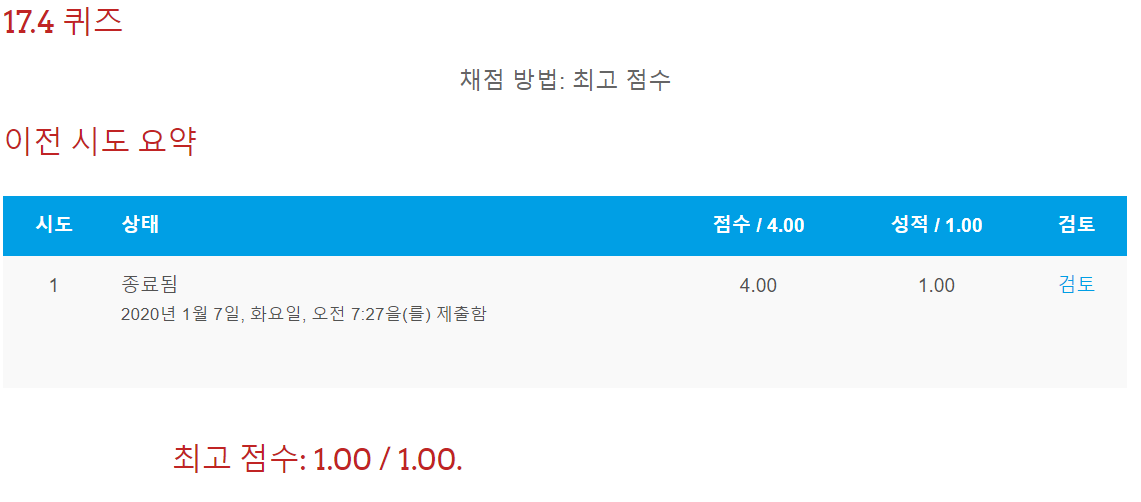 17.4 퀴즈
채점 방법: 최고 점수
이전 시도 요약
시도 상태 점수 / 4.00 성적 / 1.00 검토
1 종료됨 4.00 1.00 검토
2020년 1월 7일, 화요일, 오전 7:27을(를) 제출함
최고 점수: 1.00 / 1.00.